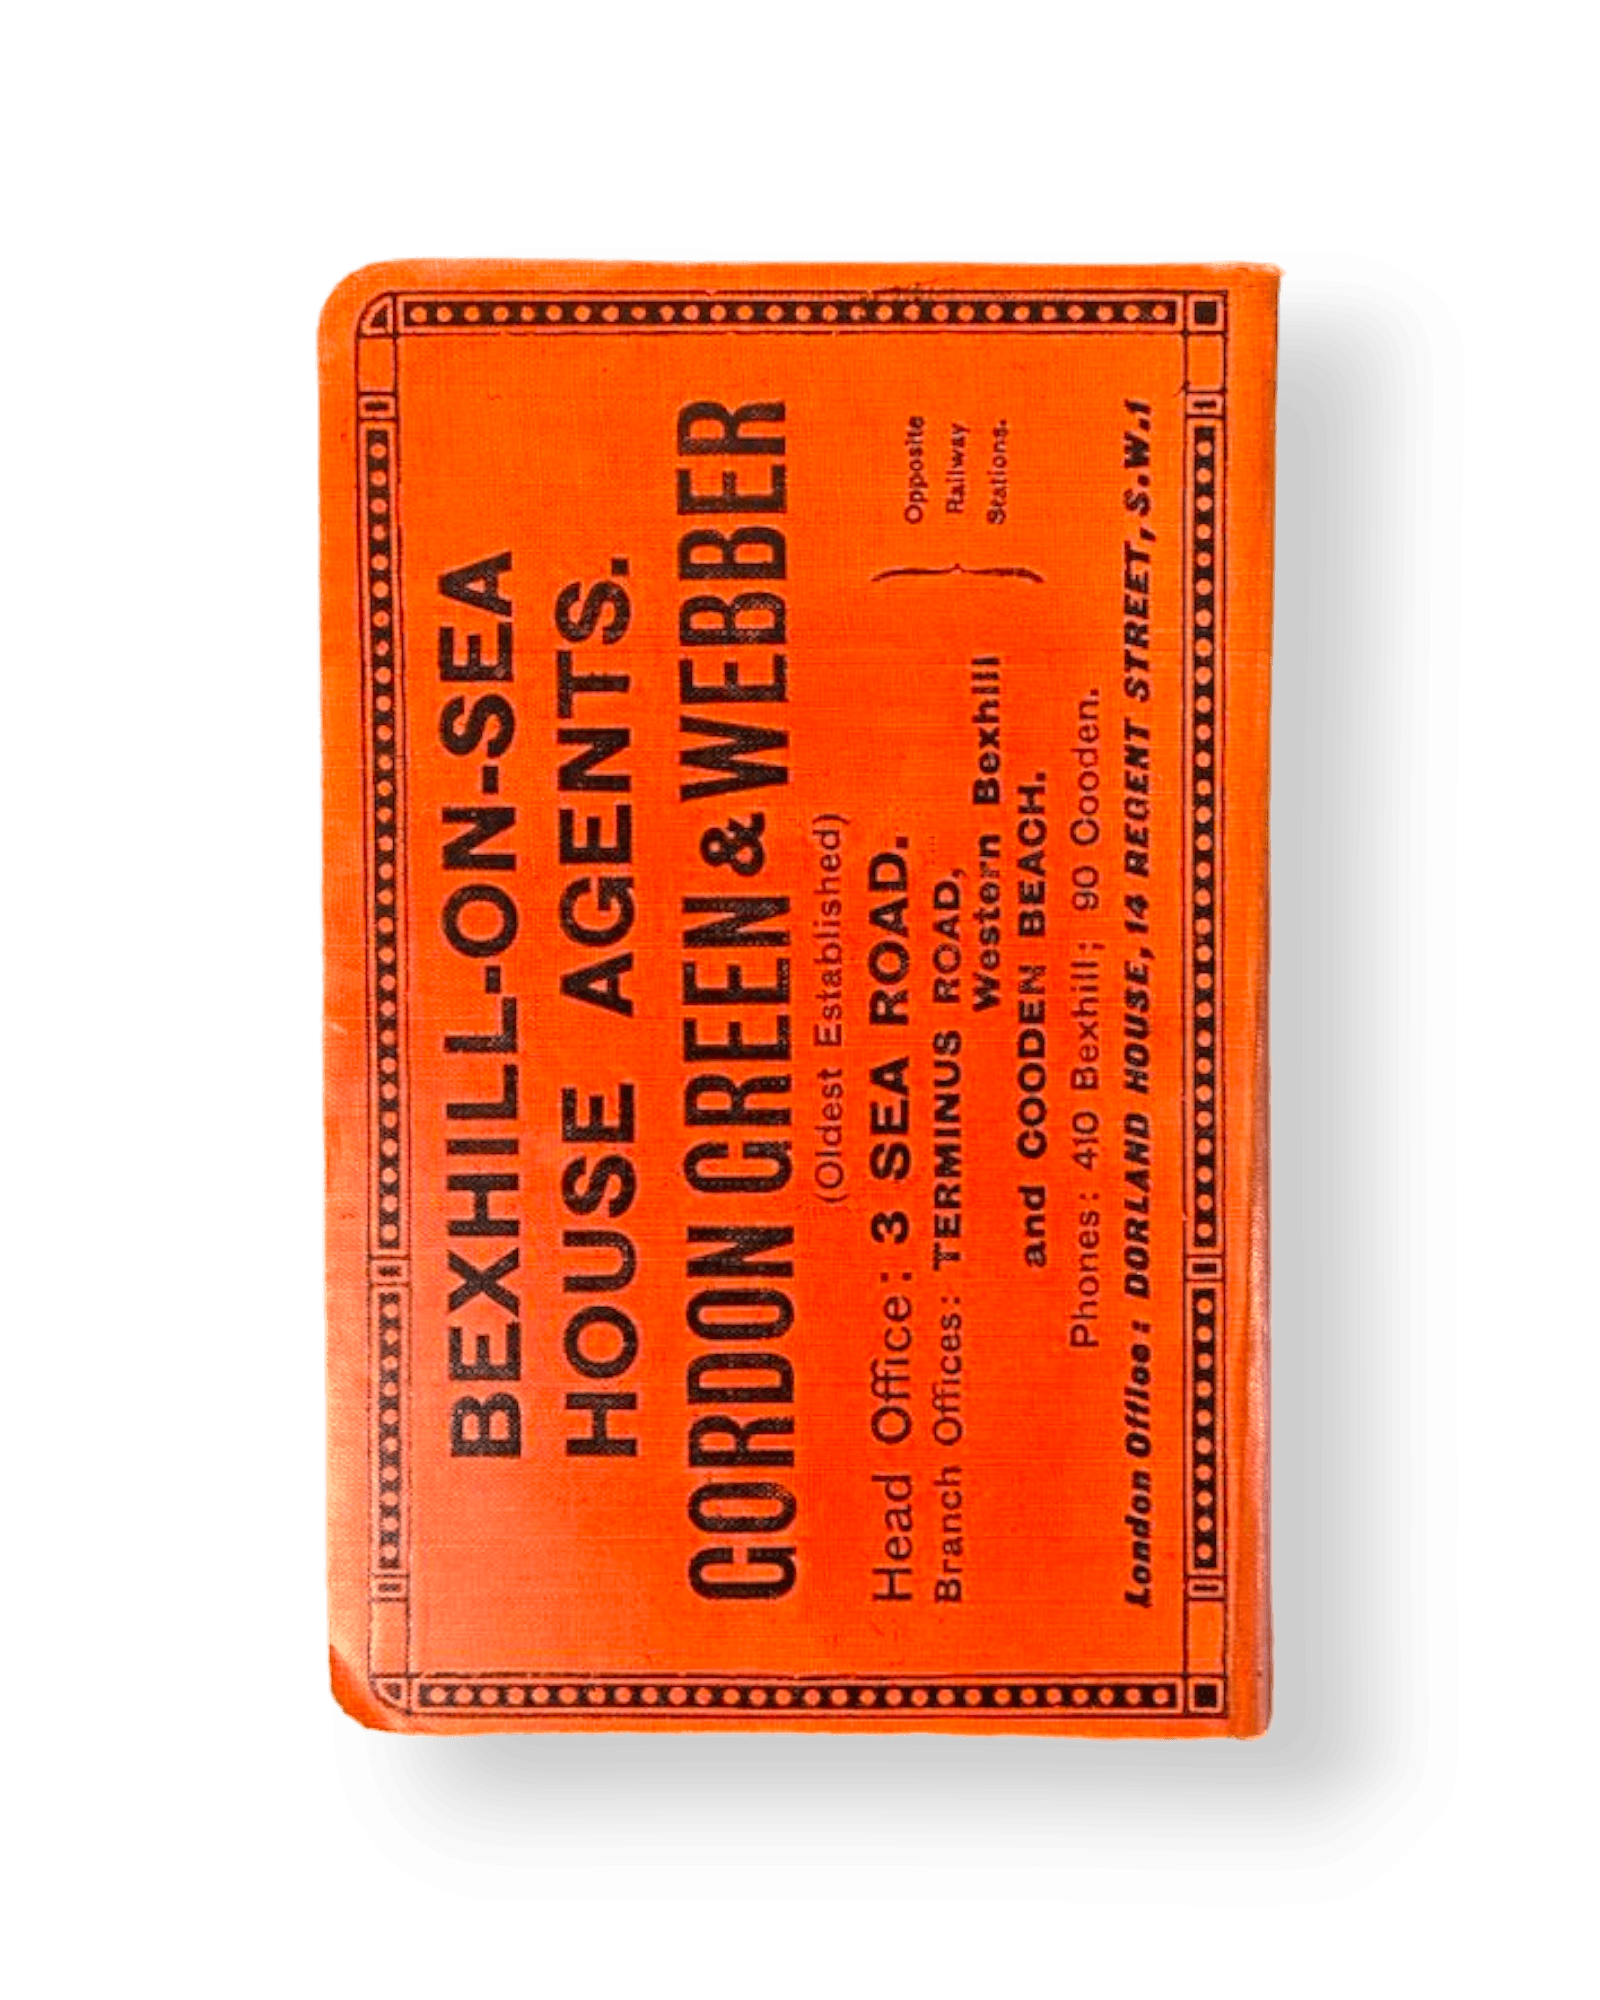 BEXHILL-ON-SEA
HOUSE AGENTS.
GORDON GREEN & WEBBER
(Oldest Established)
Head Office: 3 SEA ROAD.
Branch Offices: TERMINUS ROAD,
Western Bexhill
and COODEN BEACH.
Opposite
Railway
Stations.
Phones: 410 Bexhill; 90 Cooden.
London Office: DORLAND HOUSE, 14 REGENT STREET, S.W.1